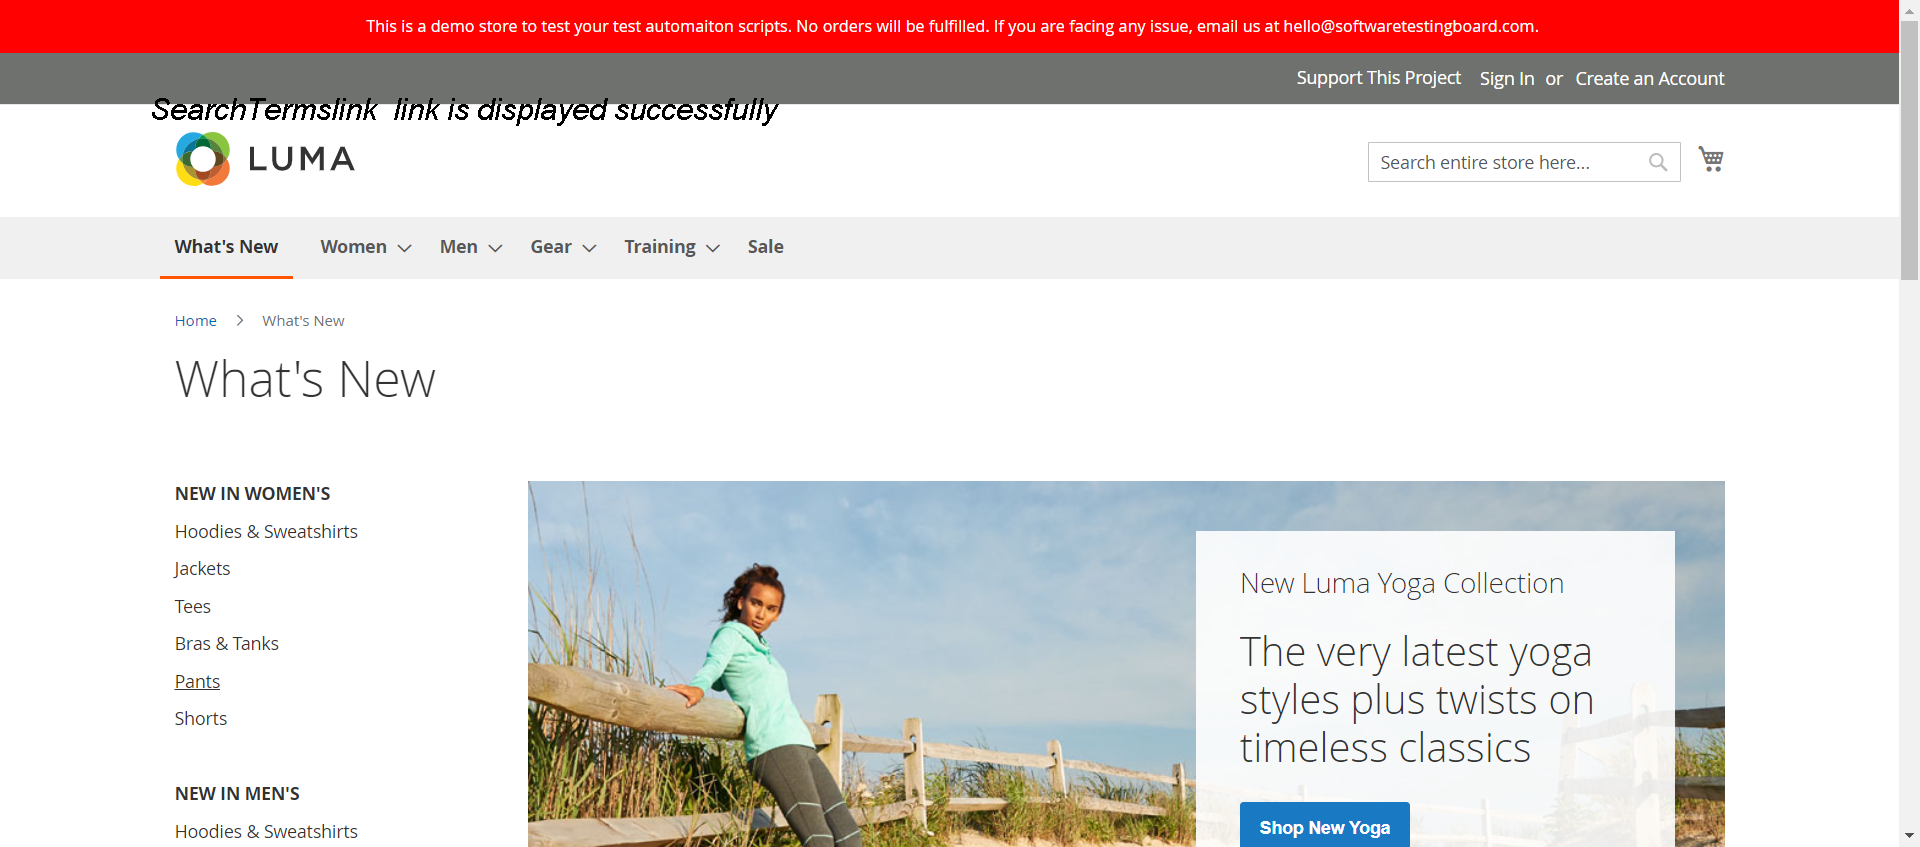 This is a demo store to test your test automaiton scripts. No orders will be fulfilled. If you are facing any issue, email us at hello@softwaretestingboard.com.
Support This Project Sign In or Create an Account
SearchTermslink link is displayed successfully
LUMA
Search entire store here...
What's New Women Men Gear Training Sale
Home > What's New
What's New
NEW IN WOMEN'S
Hoodies & Sweatshirts
Jackets
Tees
Bras & Tanks
Pants
Shorts
NEW IN MEN'S
Hoodies & Sweatshirts
New Luma Yoga Collection
The very latest yoga
styles plus twists on
timeless classics
Shop New Yoga